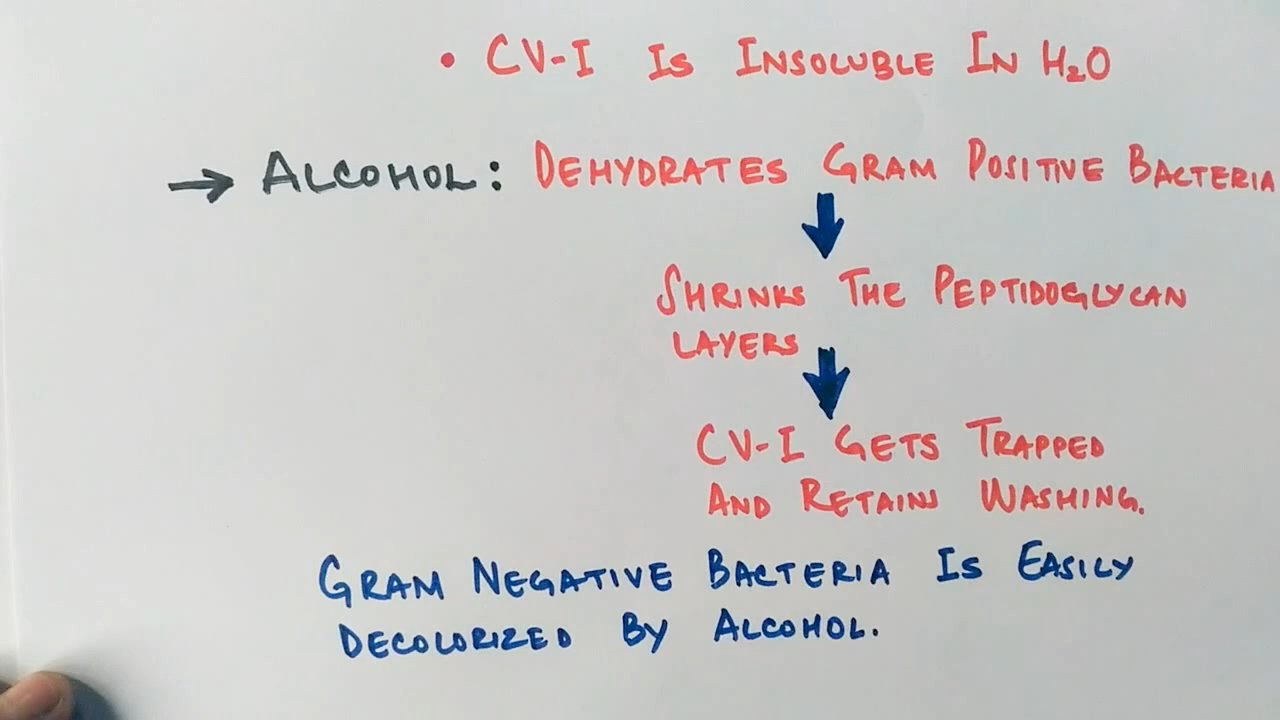 • CV-I Is INSOLUBLE IN H₂O
→ ALCOHOL: DEHYDRATES GRAM POSITIVE BACTERIA
SHRINKS THE PEPTIDOGLYCAN
LAYERS
CV-I GETS TRAPPED
AND RETAINS WASHING.
GRAM NEGATIVE BACTERIA IS EASILY
DECOLORIZED BY ALCOHOL.